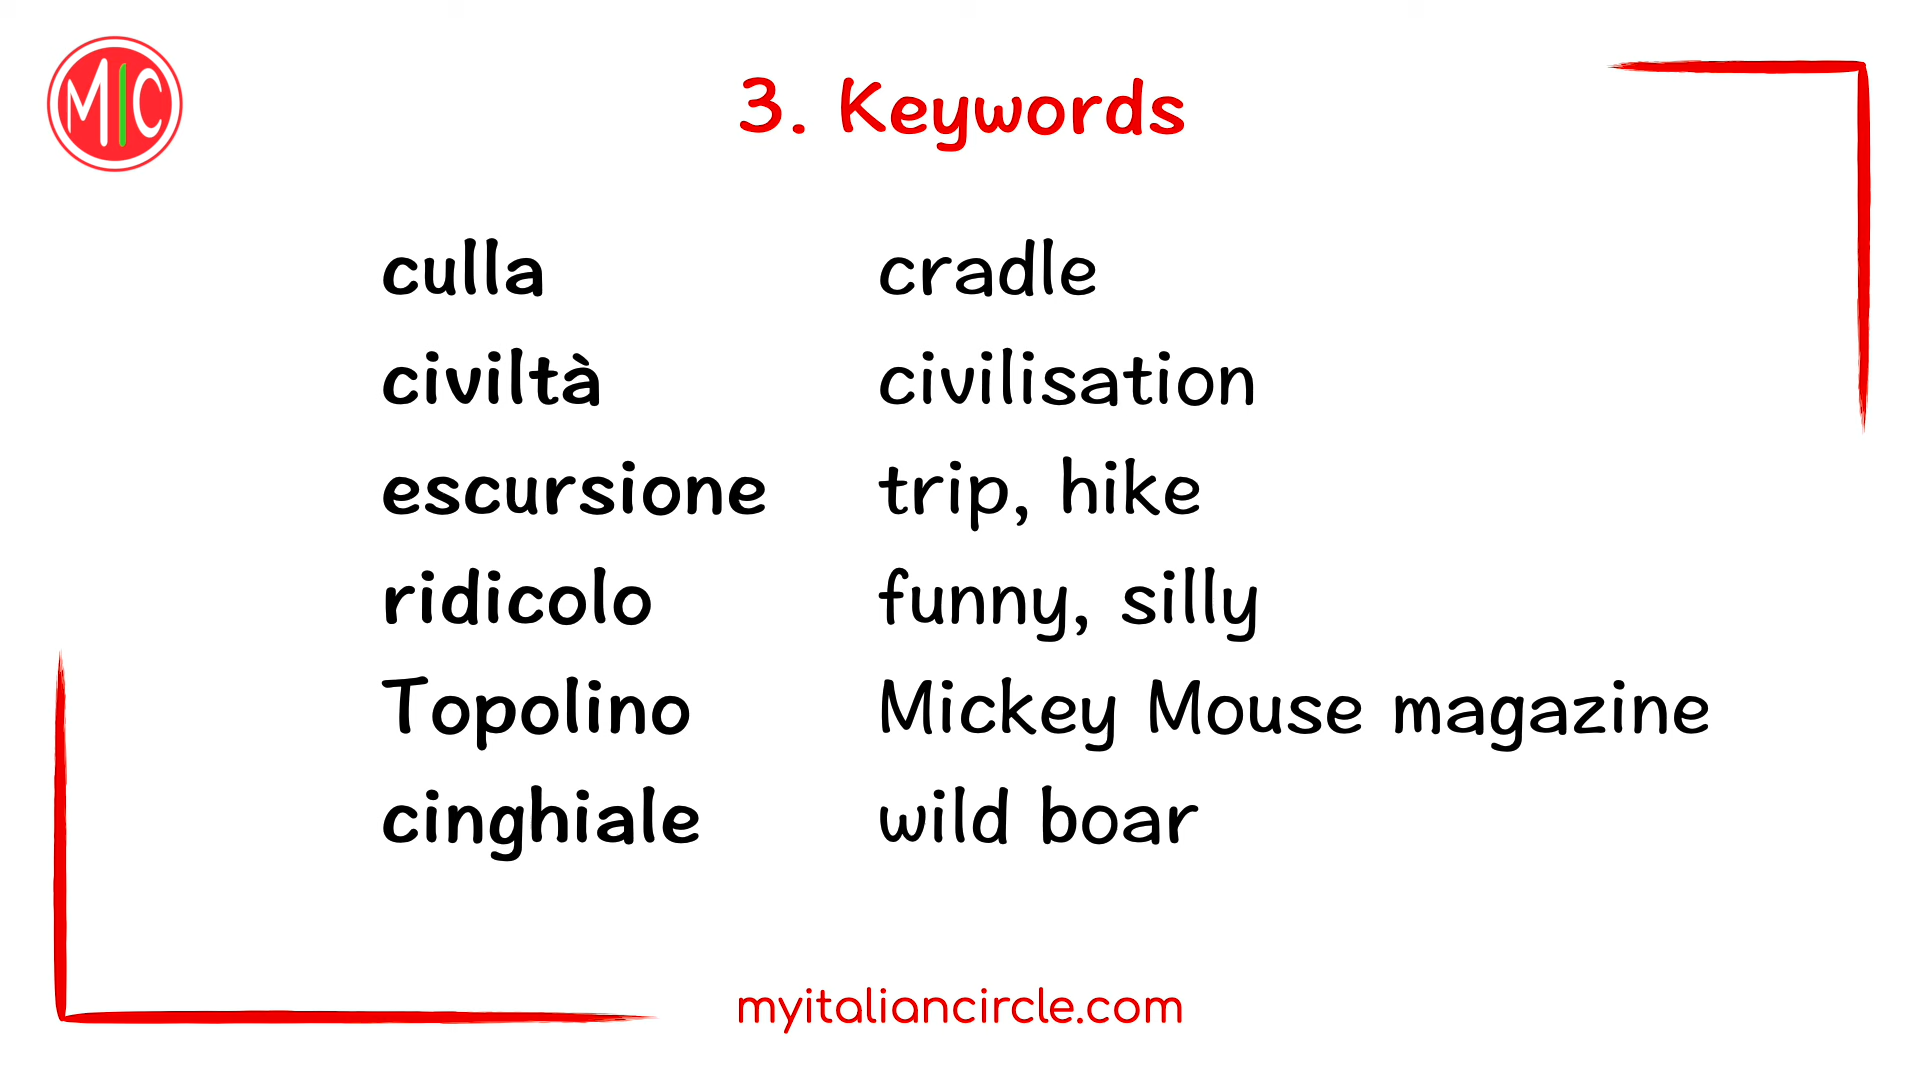 MIC
3. Keywords
culla cradle
civiltà civilisation
escursione trip, hike
ridicolo funny, silly
Topolino Mickey Mouse magazine
cinghiale wild boar
myitaliancircle.com